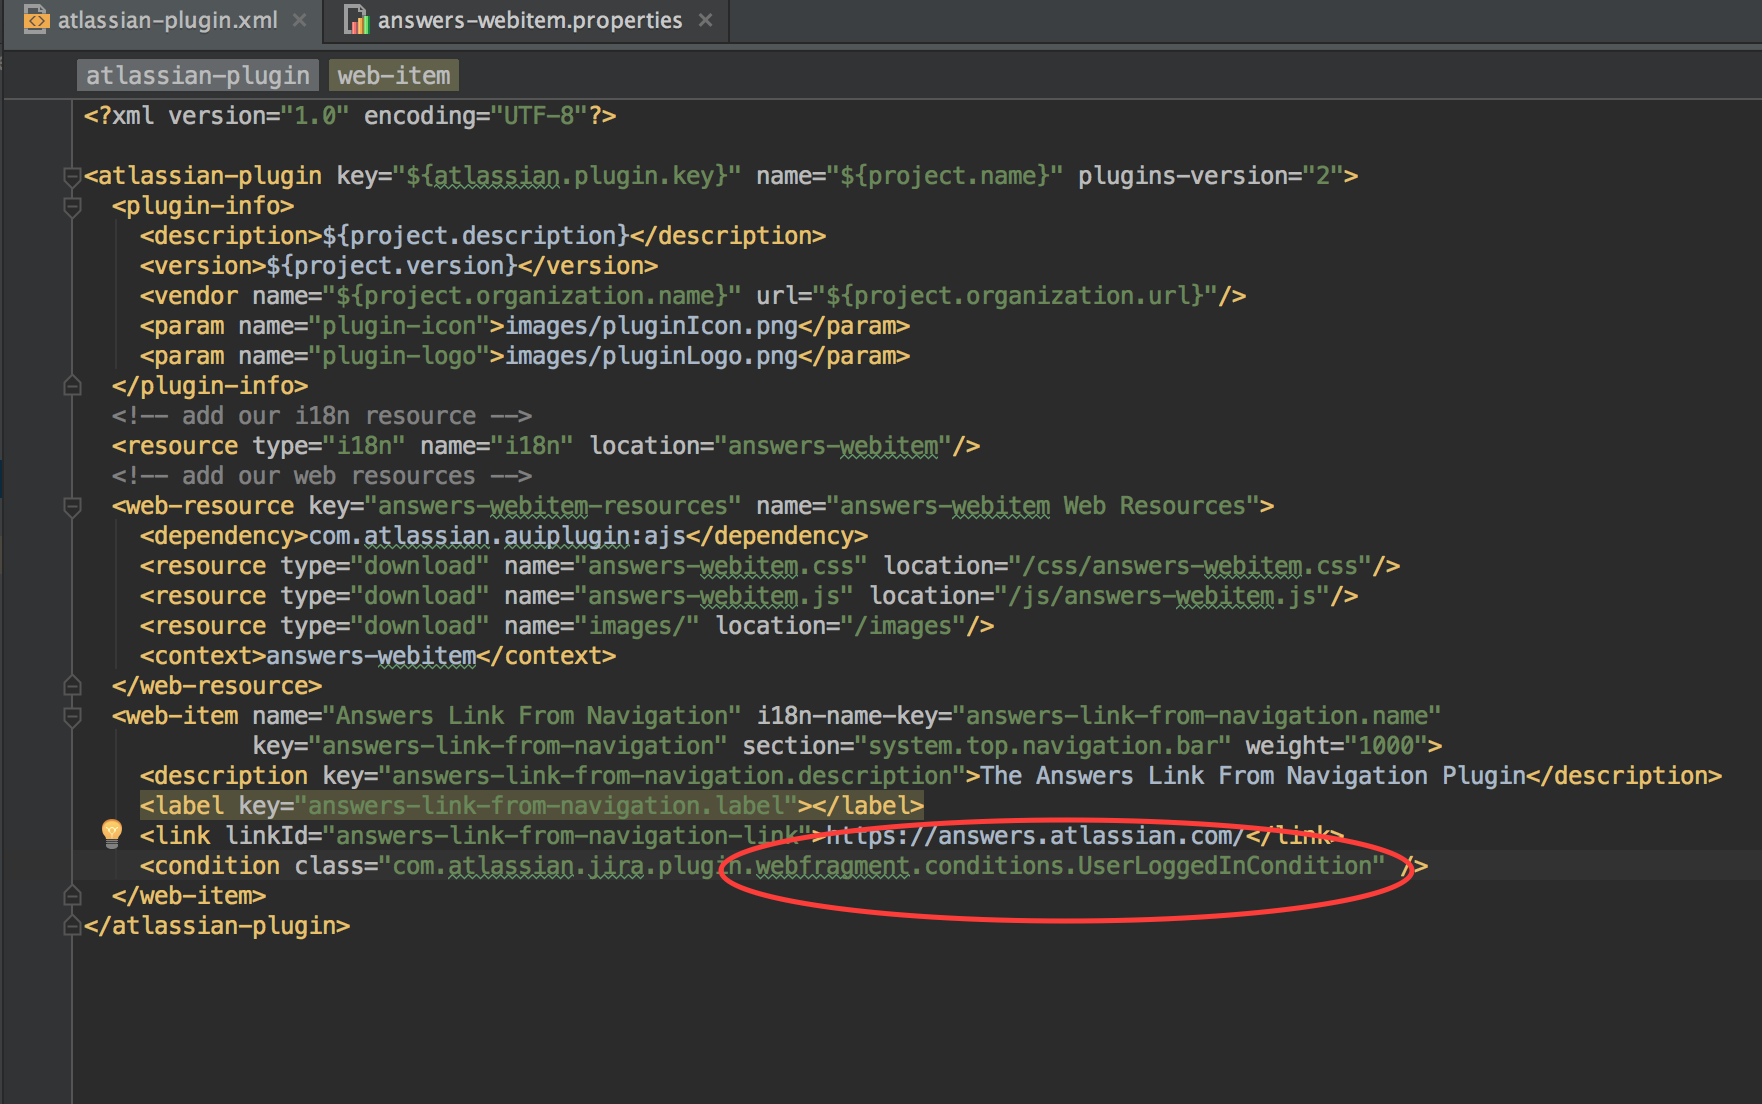 atlassian-plugin.xml × answers-webitem.properties ×
atlassian-plugin web-item
<?xml version="1.0" encoding="UTF-8"?>
<atlassian-plugin key="${atlassian.plugin.key}" name="${project.name}" plugins-version="2">
<plugin-info>
<description>${project.description}</description>
<version>${project.version}</version>
<vendor name="${project.organization.name}" url="${project.organization.url}"/>
<param name="plugin-icon">images/pluginIcon.png</param>
<param name="plugin-logo">images/pluginLogo.png</param>
</plugin-info>
<!-- add our i18n resource -->
<resource type="i18n" name="i18n" location="answers-webitem"/>
<!-- add our web resources -->
<web-resource key="answers-webitem-resources" name="answers-webitem Web Resources">
<dependency>com.atlassian.auiplugin:ajs</dependency>
<resource type="download" name="answers-webitem.css" location="/css/answers-webitem.css"/>
<resource type="download" name="answers-webitem.js" location="/js/answers-webitem.js"/>
<resource type="download" name="images/" location="/images"/>
<context>answers-webitem</context>
</web-resource>
<web-item name="Answers Link From Navigation" i18n-name-key="answers-link-from-navigation.name"
key="answers-link-from-navigation" section="system.top.navigation.bar" weight="1000">
<description key="answers-link-from-navigation.description">The Answers Link From Navigation Plugin</description>
<label key="answers-link-from-navigation.label"></label>
<link linkId="answers-link-from-navigation-link">https://answers.atlassian.com/</link>
<condition class="com.atlassian.jira.plugin.webfragment.conditions.UserLoggedInCondition" />
</web-item>
</atlassian-plugin>